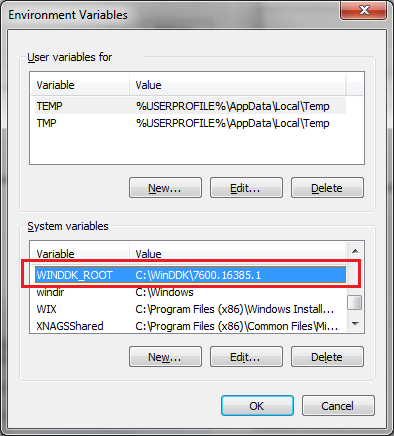 Environment Variables
User variables for
Variable Value
TEMP %USERPROFILE%\AppData\Local\Temp
TMP %USERPROFILE%\AppData\Local\Temp
New... Edit... Delete
System variables
Variable Value
WINDDK_ROOT C:\WinDDK\7600.16385.1
windir C:\Windows
WIX C:\Program Files (x86)\Windows Install...
XNAGSShared C:\Program Files (x86)\Common Files\Mi...
New... Edit... Delete
OK Cancel